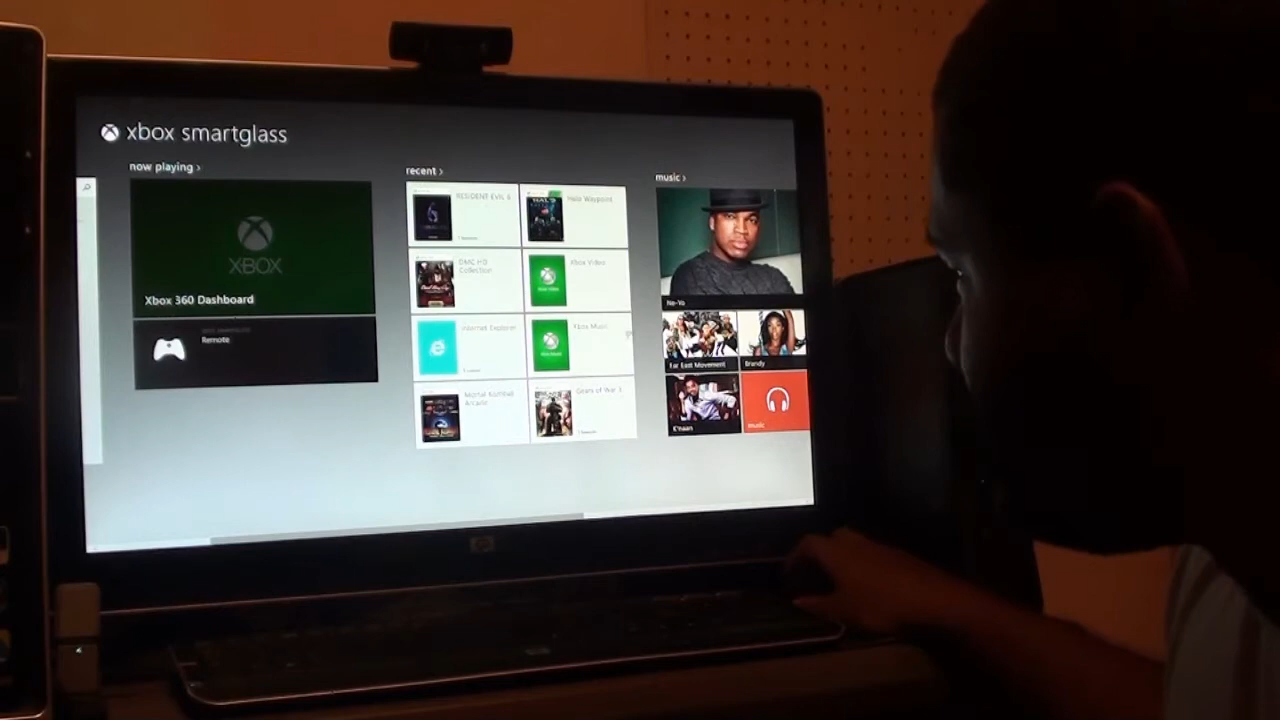 xbox smartglass
now playing ›
XBOX
Xbox 360 Dashboard
Remote
recent ›
RESIDENT EVIL 6
Halo Waypoint
DMC HD
Collection
Xbox Video
Internet Explorer
Xbox Music
Mortal Kombat
Arcade
Gears of War 3
music ›
Ne-Yo
Far East Movement
Brandy
K'naan
music
hp